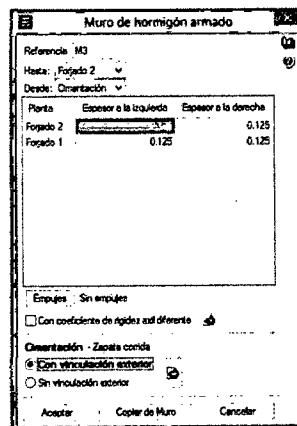 Muro de hormigón armado
Referencia M3
Hasta: Forjado 2
Desde: Cimentación
Planta Espesor a la izquierda Espesor a la derecha
Forjado 2 0.125
Forjado 1 0.125 0.125
Empujes Sin empujes
Con coeficiente de rigidez axil diferente
Cimentación - Zapata corrida
Con vinculación exterior
Sin vinculación exterior
Aceptar Copiar de Muro Cancelar